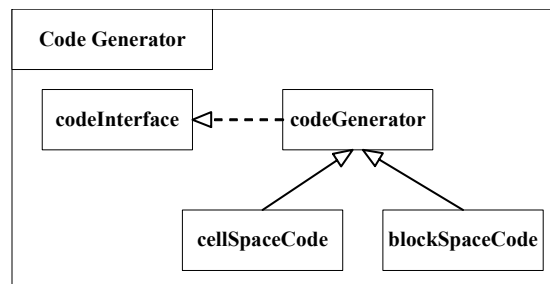 Code Generator
codeInterface
codeGenerator
cellSpaceCode
blockSpaceCode